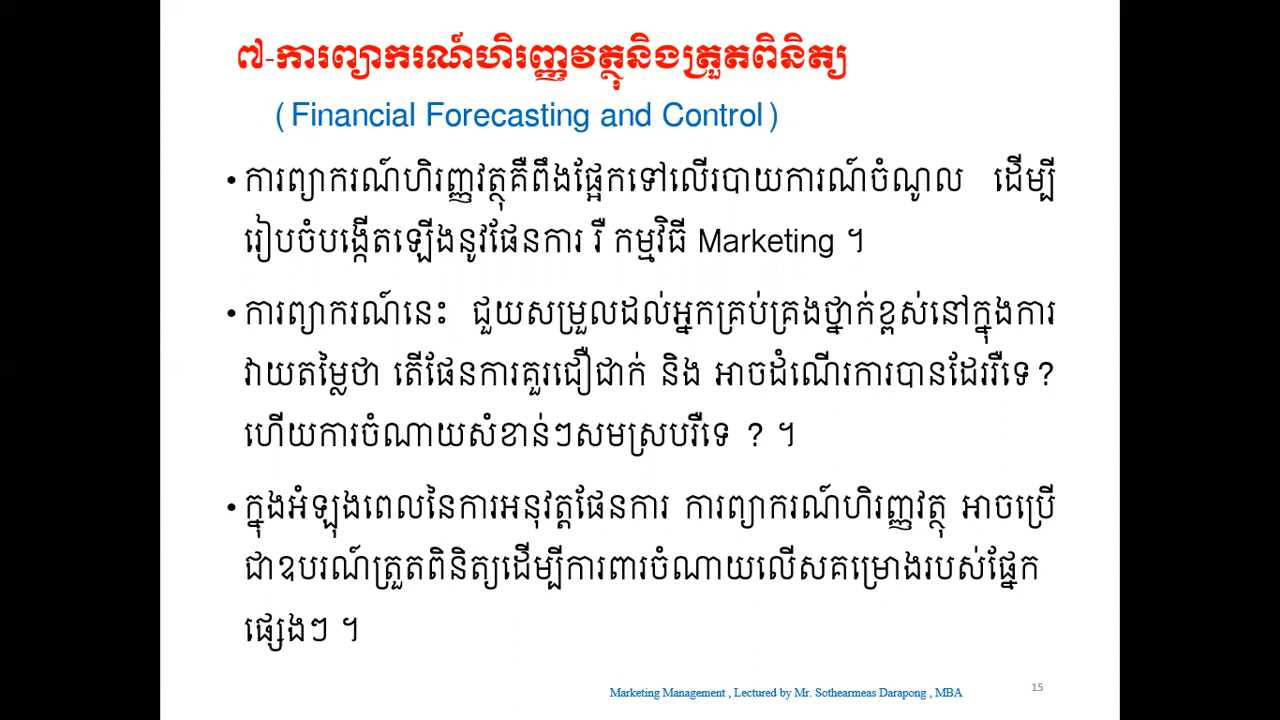 ៧-ការព្យាករណ៍ហិរញ្ញវត្ថុនិងត្រួតពិនិត្យ
(Financial Forecasting and Control)
• ការព្យាករណ៍ហិរញ្ញវត្ថុគឺពឹងផ្អែកទៅលើរបាយការណ៍ចំណូល ដើម្បី
រៀបចំបង្កើតឡើងនូវផែនការ រឺ កម្មវិធី Marketing ។
• ការព្យាករណ៍នេះ ជួយសម្រួលដល់អ្នកគ្រប់គ្រងថ្នាក់ខ្ពស់នៅក្នុងការ
វាយតម្លៃថា តើផែនការគួរជឿជាក់ និង អាចដំណើរការបានដែររឺទេ ?
ហើយការចំណាយសំខាន់ៗសមស្របរឺទេ ? ។
• ក្នុងអំឡុងពេលនៃការអនុវត្តផែនការ ការព្យាករណ៍ហិរញ្ញវត្ថុ អាចប្រើ
ជាឧបរណ៍ត្រួតពិនិត្យដើម្បីការពារចំណាយលើសគម្រោងរបស់ផ្នែក
ផ្សេងៗ ។
Marketing Management , Lectured by Mr. Sothearmeas Darapong , MBA
15